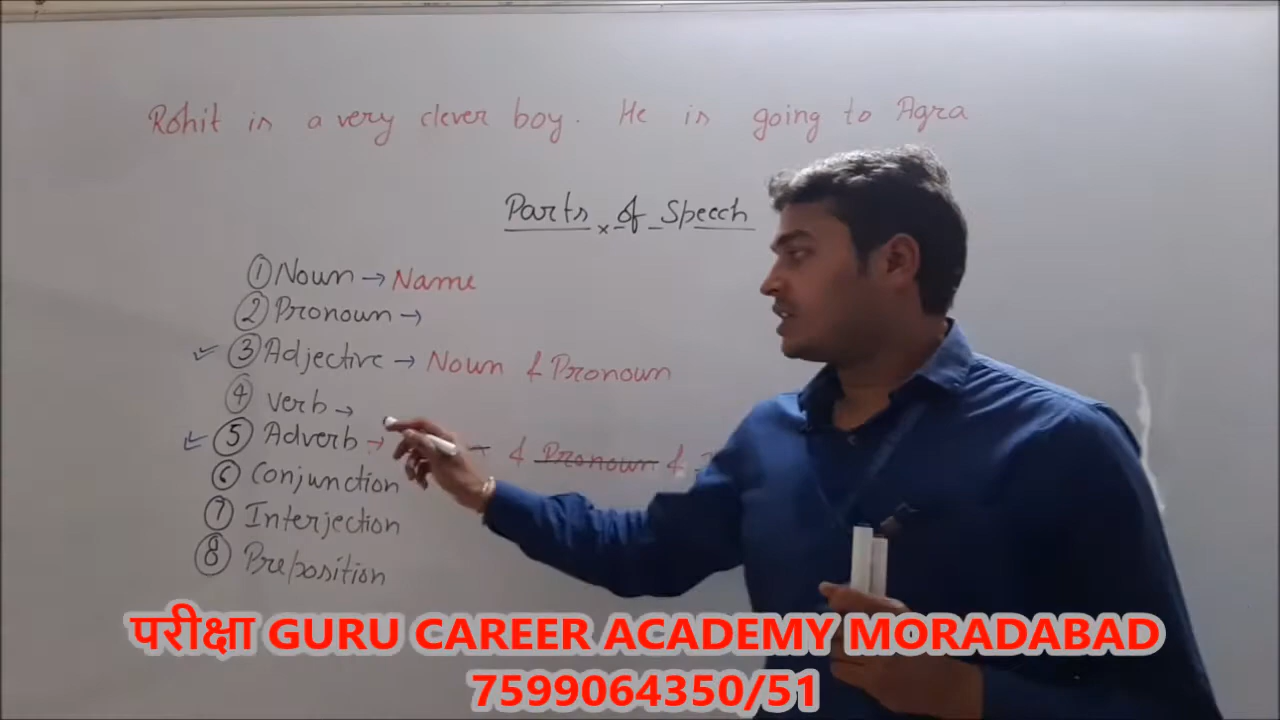 Rohit is a very clever boy. He is going to Agra
Parts of Speech
① Noun → Name
② Pronoun →
③ Adjective → Noun & Pronoun
④ Verb →
⑤ Adverb → & Pronoun &
⑥ Conjunction
⑦ Interjection
⑧ Preposition
परीक्षा GURU CAREER ACADEMY MORADABAD
7599064350/51